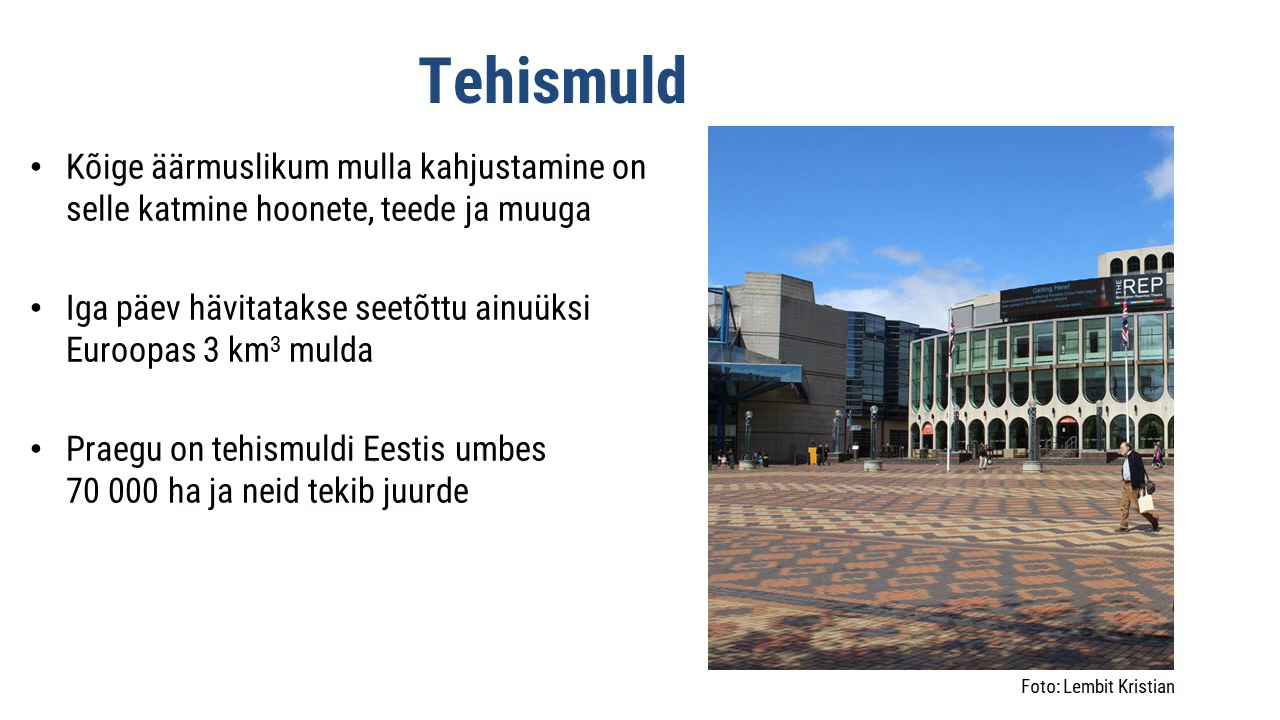 Tehismuld
• Kõige äärmuslikum mulla kahjustamine on
selle katmine hoonete, teede ja muuga
• Iga päev hävitatakse seetõttu ainuüksi
Euroopas 3 km³ mulda
• Praegu on tehismuldi Eestis umbes
70 000 ha ja neid tekib juurde
Getting Here!
THE REP
Foto: Lembit Kristian